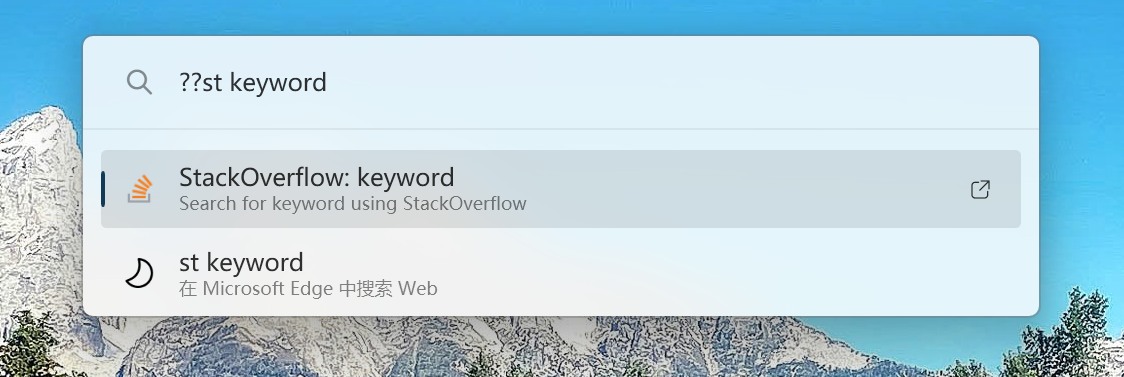 ??st keyword
StackOverflow: keyword
Search for keyword using StackOverflow
st keyword
在 Microsoft Edge 中搜索 Web